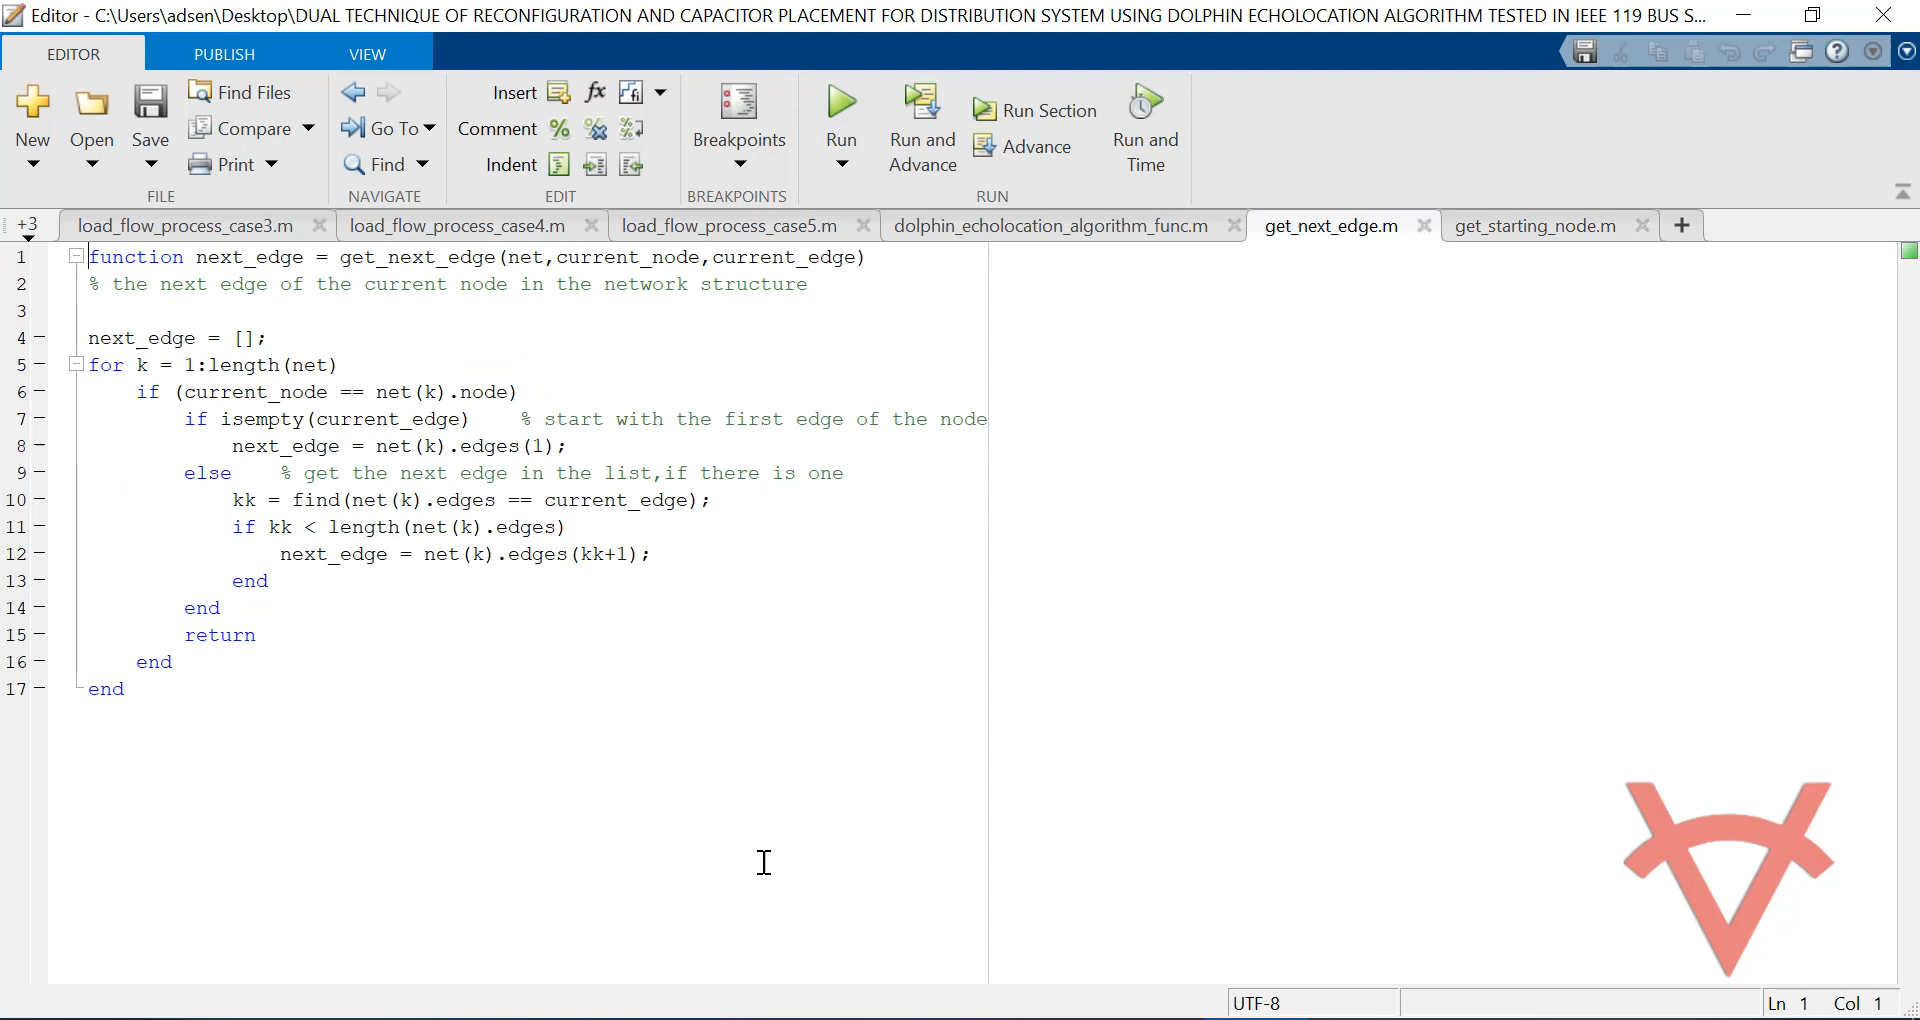 Editor - C:\Users\adsen\Desktop\DUAL TECHNIQUE OF RECONFIGURATION AND CAPACITOR PLACEMENT FOR DISTRIBUTION SYSTEM USING DOLPHIN ECHOLOCATION ALGORITHM TESTED IN IEEE 119 BUS S...
EDITOR PUBLISH VIEW
New Open Save Find Files Compare Print
FILE
Go To Find
NAVIGATE
Insert fx fi
Comment % %
Indent
EDIT
Breakpoints
BREAKPOINTS
Run Run and Advance Run Section Advance Run and Time
RUN
+3 load_flow_process_case3.m load_flow_process_case4.m load_flow_process_case5.m dolphin_echolocation_algorithm_func.m get_next_edge.m get_starting_node.m +
1 function next_edge = get_next_edge(net,current_node,current_edge)
2 % the next edge of the current node in the network structure
3
4 – next_edge = [];
5 – for k = 1:length(net)
6 – if (current_node == net(k).node)
7 – if isempty(current_edge) % start with the first edge of the node
8 – next_edge = net(k).edges(1);
9 – else % get the next edge in the list,if there is one
10 – kk = find(net(k).edges == current_edge);
11 – if kk < length(net(k).edges)
12 – next_edge = net(k).edges(kk+1);
13 – end
14 – end
15 – return
16 – end
17 – end
UTF-8 Ln 1 Col 1